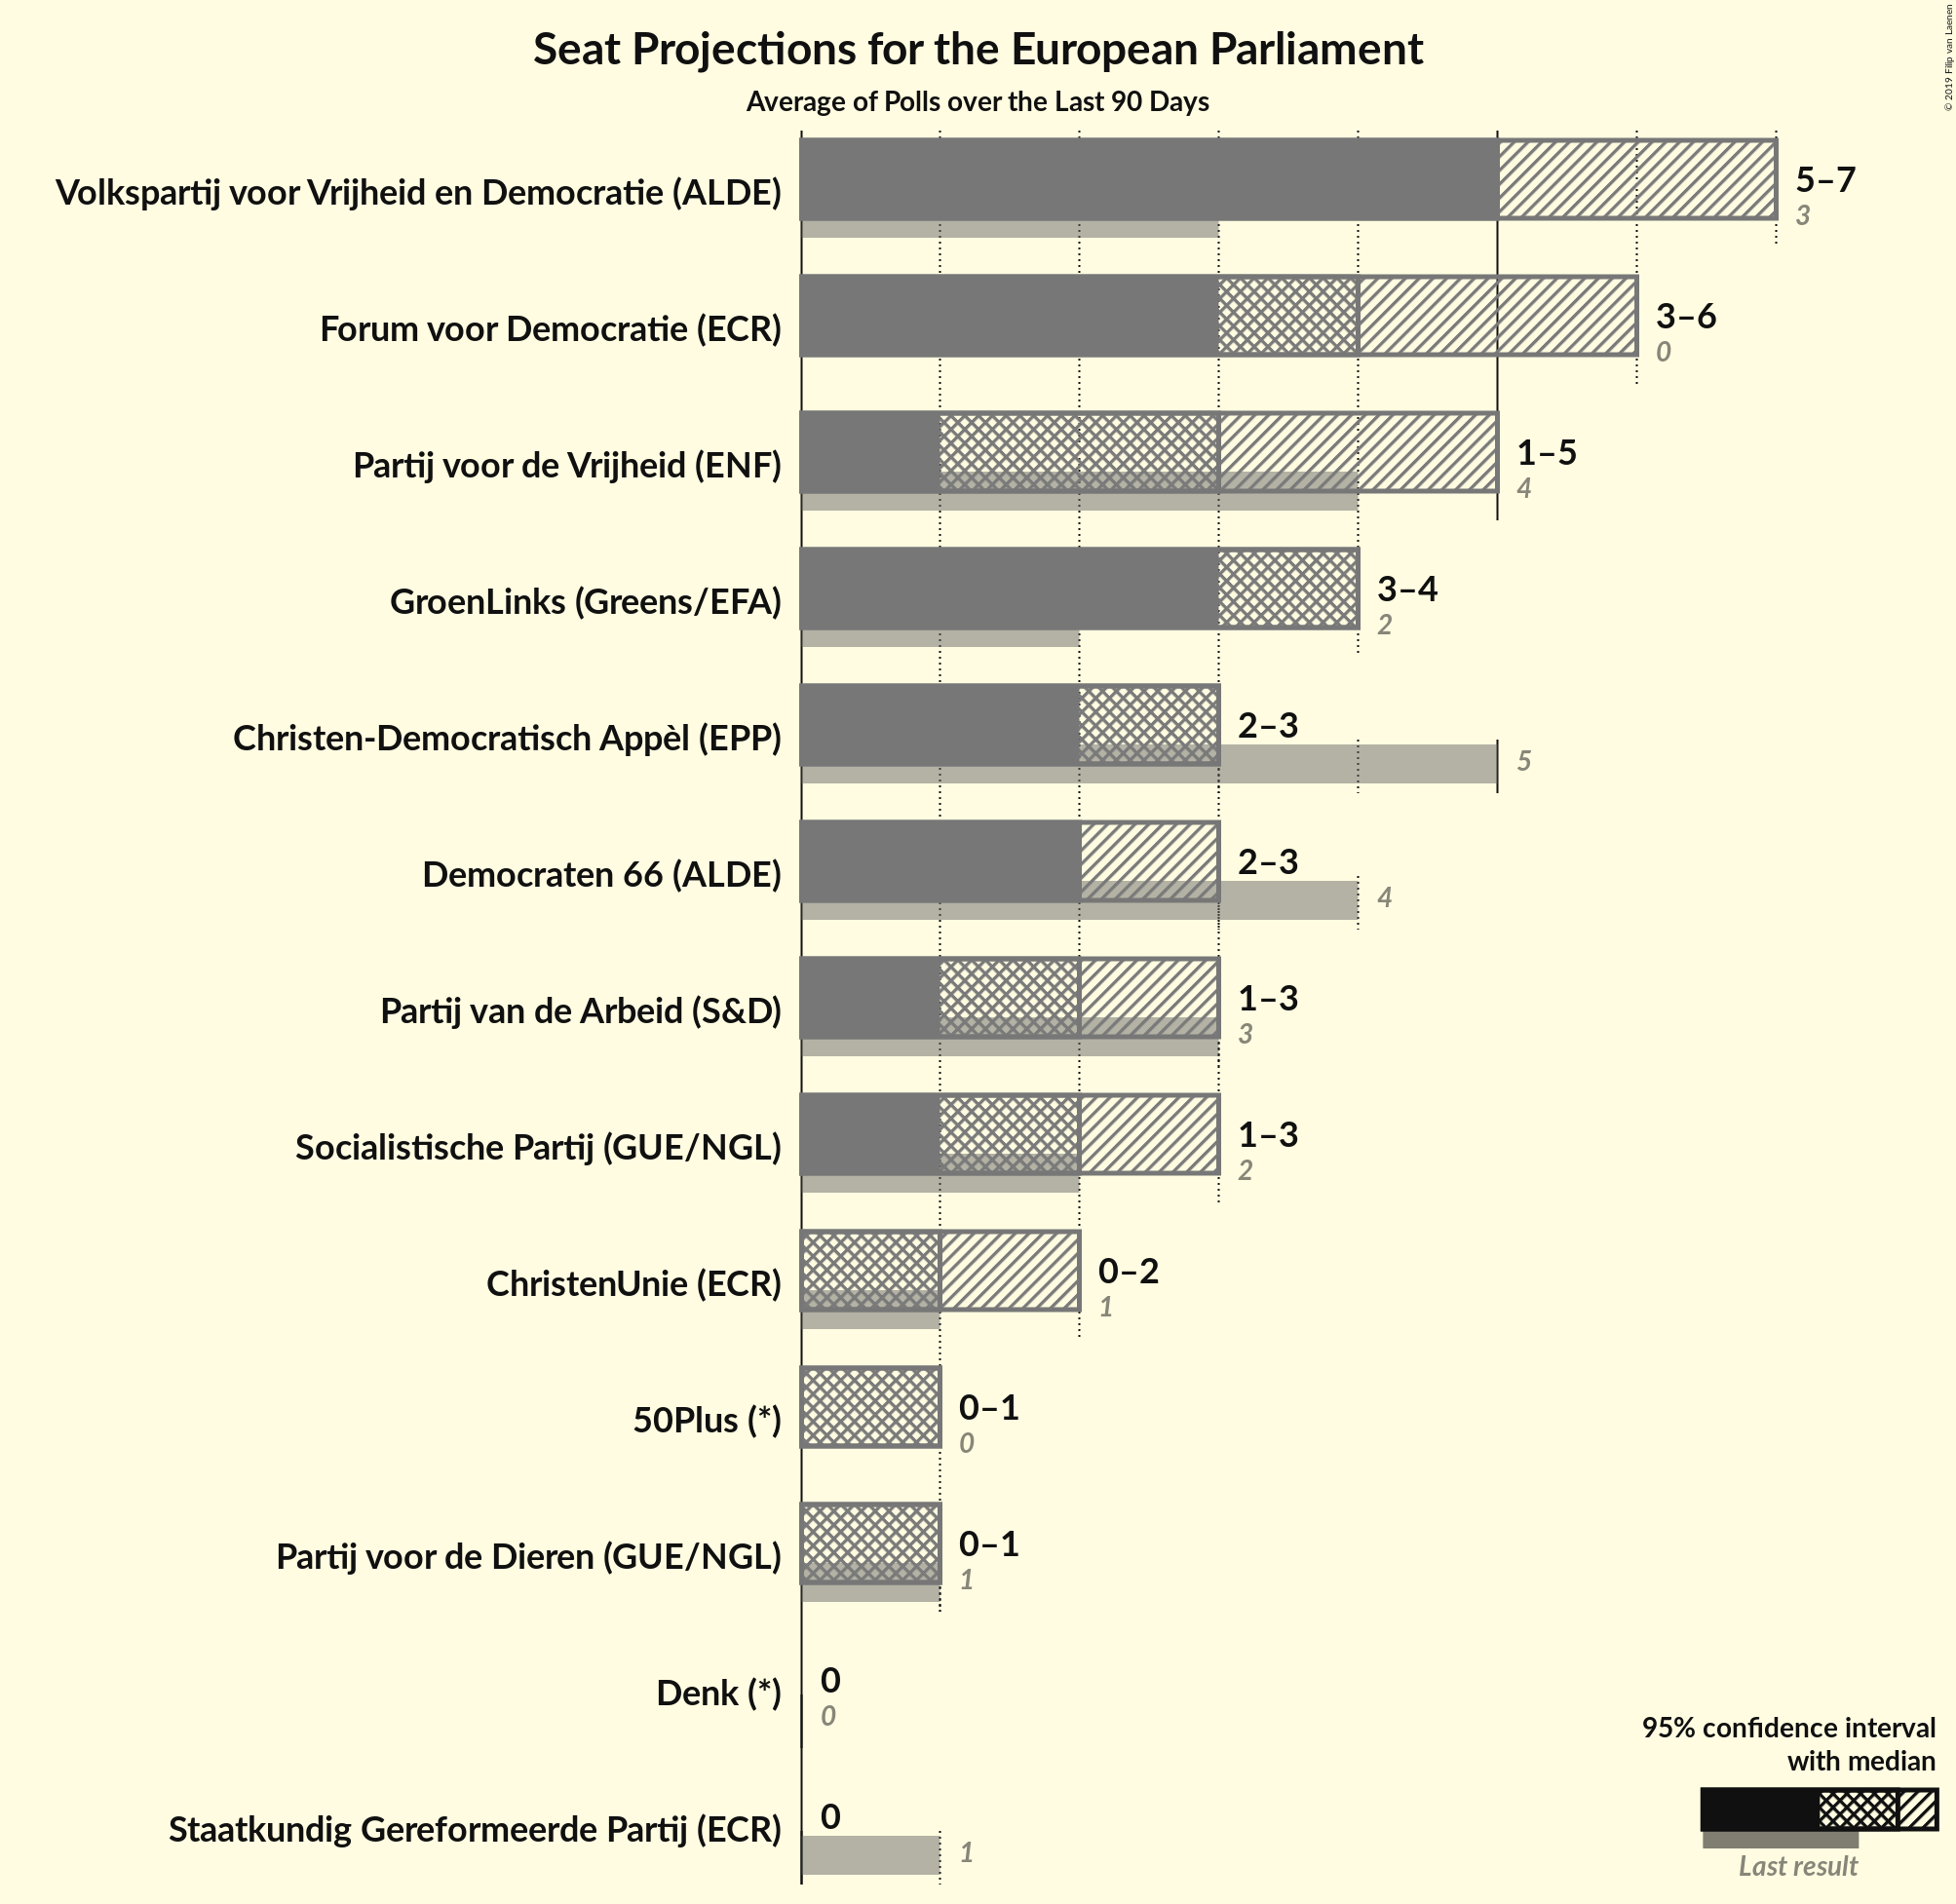 Seat Projections for the European Parliament
Average of Polls over the Last 90 Days
© 2019 Filip van Laenen
Volkspartij voor Vrijheid en Democratie (ALDE)
5–7
3
Forum voor Democratie (ECR)
3–6
0
Partij voor de Vrijheid (ENF)
1–5
4
GroenLinks (Greens/EFA)
3–4
2
Christen-Democratisch Appèl (EPP)
2–3
5
Democraten 66 (ALDE)
2–3
4
Partij van de Arbeid (S&D)
1–3
3
Socialistische Partij (GUE/NGL)
1–3
2
ChristenUnie (ECR)
0–2
1
50Plus (*)
0–1
0
Partij voor de Dieren (GUE/NGL)
0–1
1
Denk (*)
0
0
Staatkundig Gereformeerde Partij (ECR)
0
1
95% confidence interval
with median
Last result